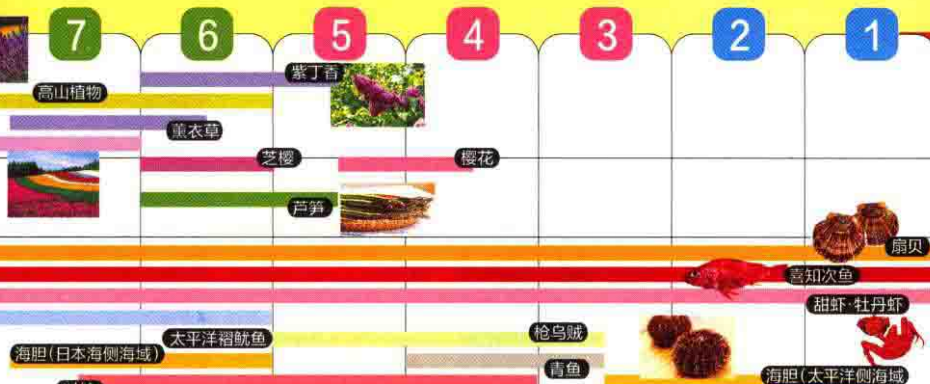 7 6 5 4 3 2 1
紫丁香
高山植物
薰衣草
芝樱
樱花
芦笋
扇贝
喜知次鱼
甜虾·牡丹虾
太平洋褶鱿鱼
枪乌贼
海胆(日本海侧海域)
青鱼
海胆(太平洋侧海域